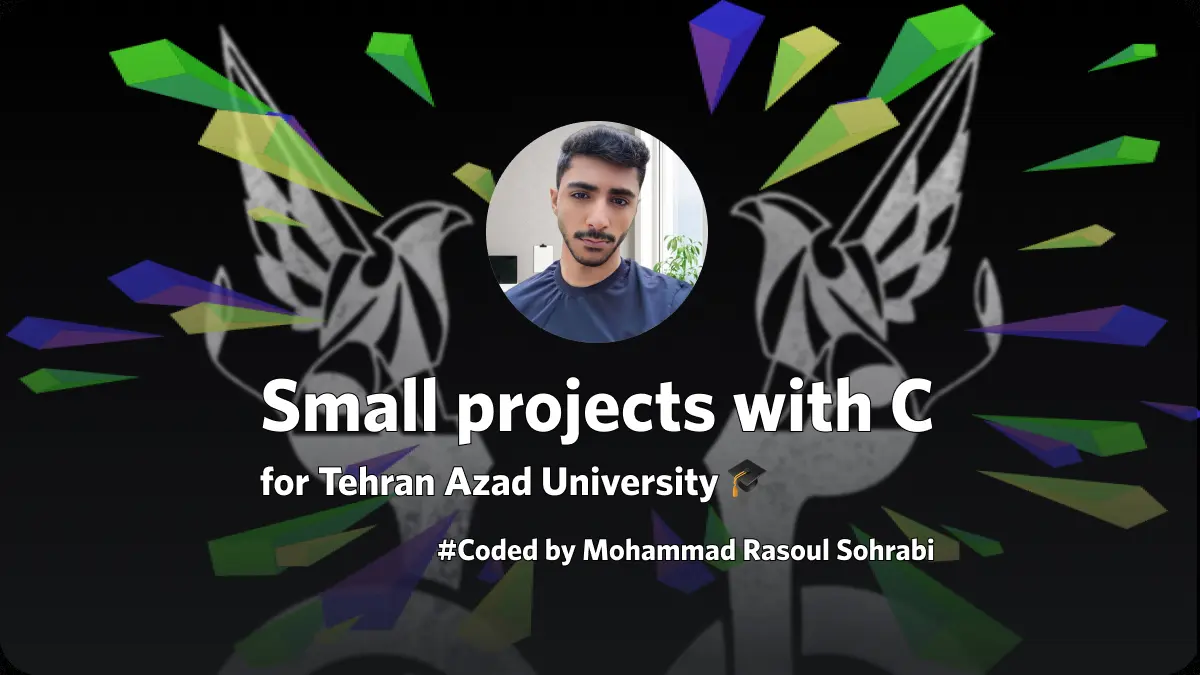 Small projects with C
for Tehran Azad University 🎓
#Coded by Mohammad Rasoul Sohrabi